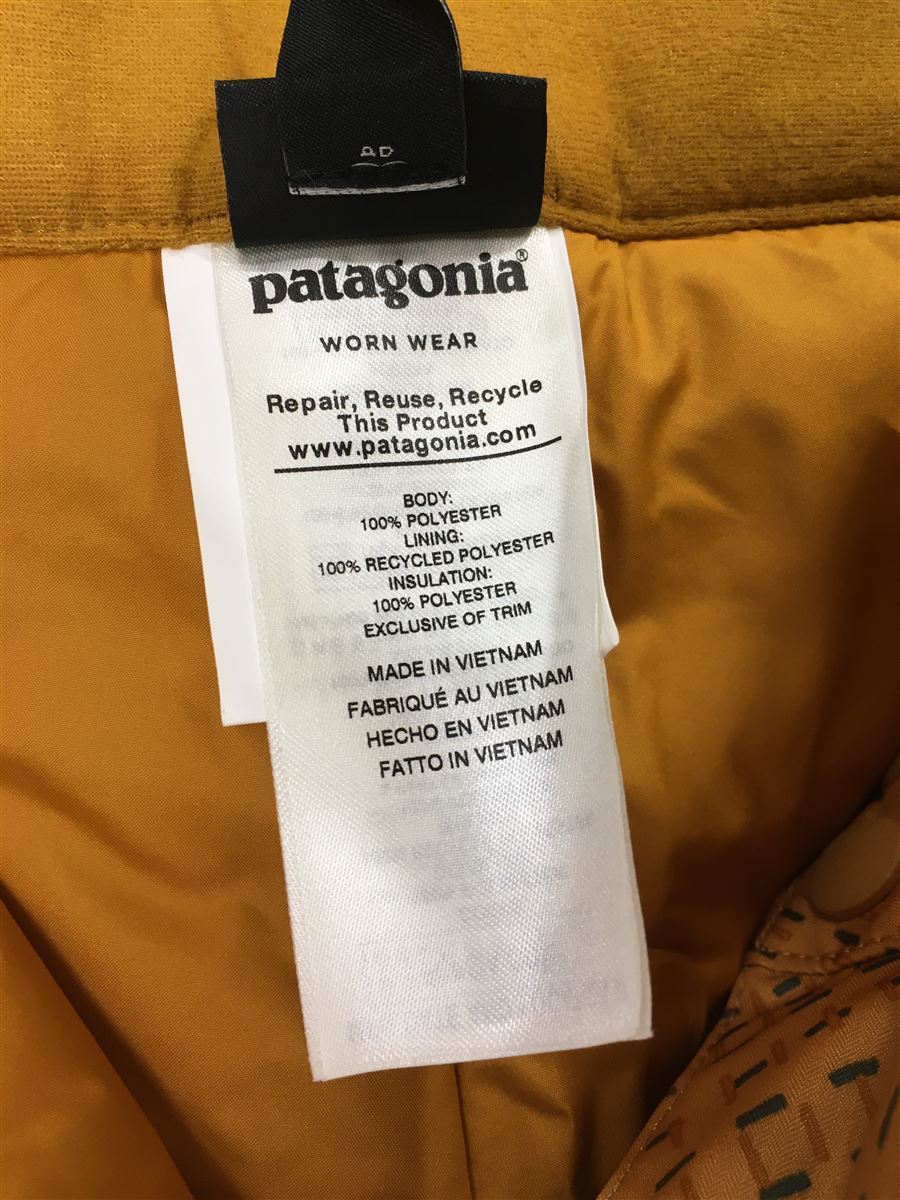 patagonia®
WORN WEAR
Repair, Reuse, Recycle
This Product
www.patagonia.com
BODY:
100% POLYESTER
LINING:
100% RECYCLED POLYESTER
INSULATION:
100% POLYESTER
EXCLUSIVE OF TRIM
MADE IN VIETNAM
FABRIQUÉ AU VIETNAM
HECHO EN VIETNAM
FATTO IN VIETNAM